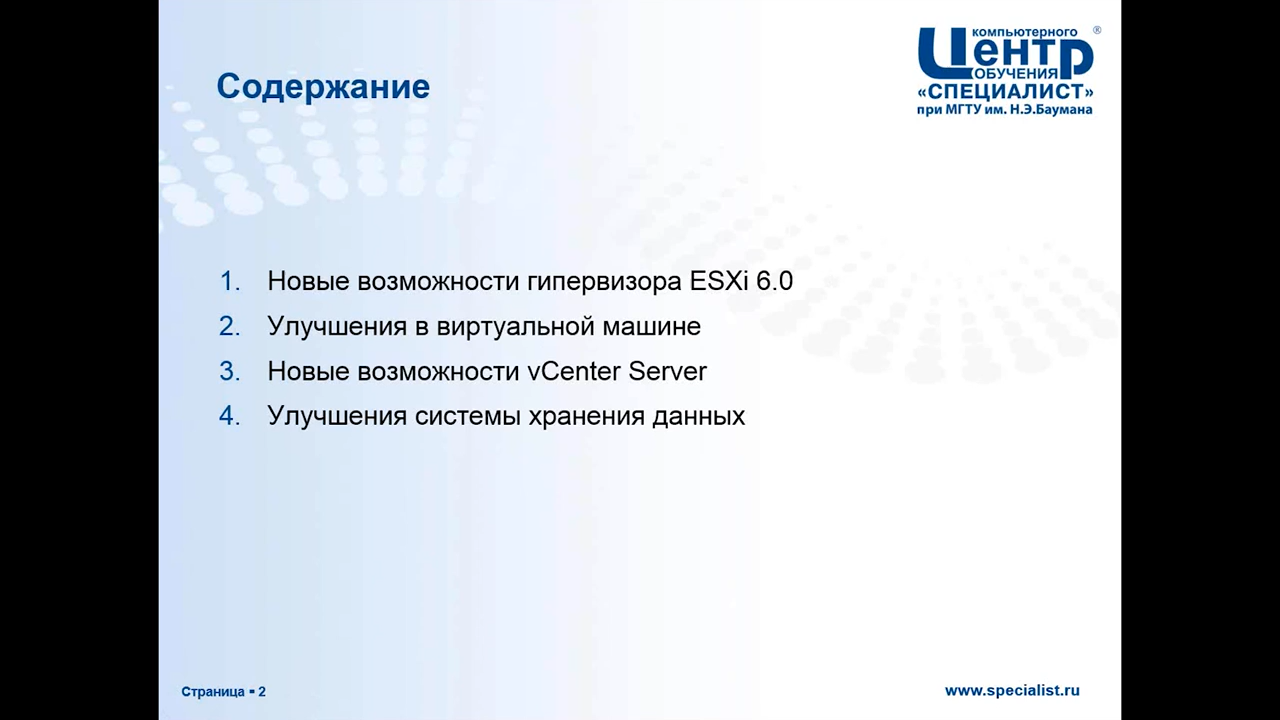 Содержание
компьютерного
Центр
®
ОБУЧЕНИЯ
«СПЕЦИАЛИСТ»
при МГТУ им. Н.Э.Баумана
1. Новые возможности гипервизора ESXi 6.0
2. Улучшения в виртуальной машине
3. Новые возможности vCenter Server
4. Улучшения системы хранения данных
Страница ▪ 2
www.specialist.ru